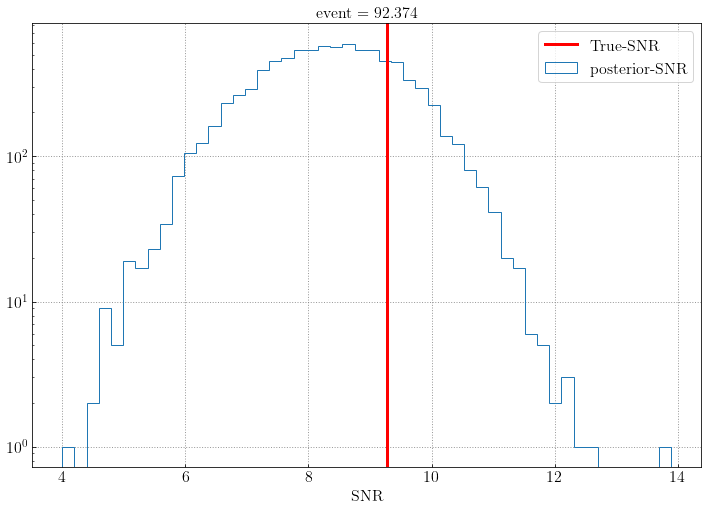 event = 92.374
True-SNR
posterior-SNR
10^2
10^1
10^0
4 6 8 10 12 14
SNR